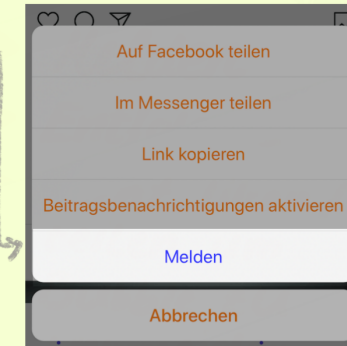 Auf Facebook teilen
Im Messenger teilen
Link kopieren
Beitragsbenachrichtigungen aktivieren
Melden
Abbrechen